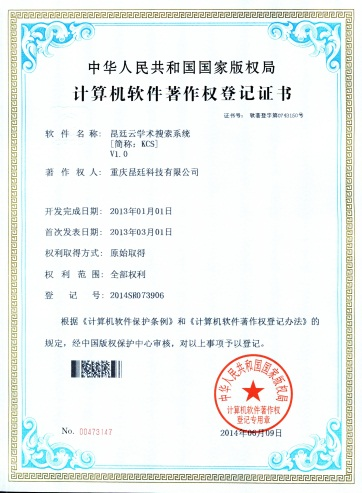 中华人民共和国国家版权局
计算机软件著作权登记证书
证书号： 软著登字第0743150号
软件名称： 昆廷云学术搜索系统
[简称：KCS]
V1.0
著作权人： 重庆昆廷科技有限公司
开发完成日期： 2013年01月01日
首次发表日期： 2013年03月01日
权利取得方式： 原始取得
权利范围： 全部权利
登记号： 2014SR073906
根据《计算机软件保护条例》和《计算机软件著作权登记办法》的
规定，经中国版权保护中心审核，对以上事项予以登记。
中华人民共和国国家版权局
计算机软件著作权
登记专用章
No. 00473147
2014年06月09日